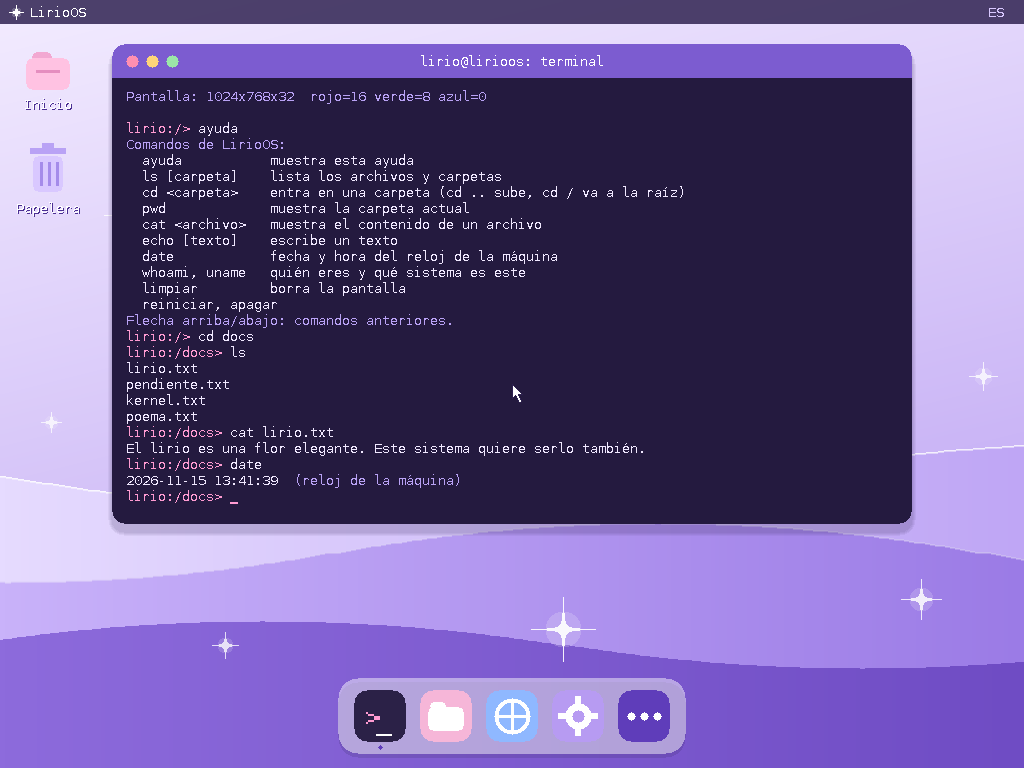 LirioOS
ES
Inicio
Papelera
lirio@lirioos: terminal
Pantalla: 1024x768x32  rojo=16 verde=8 azul=0
lirio:/> ayuda
Comandos de LirioOS:
  ayuda           muestra esta ayuda
  ls [carpeta]    lista los archivos y carpetas
  cd <carpeta>    entra en una carpeta (cd .. sube, cd / va a la raíz)
  pwd             muestra la carpeta actual
  cat <archivo>   muestra el contenido de un archivo
  echo [texto]    escribe un texto
  date            fecha y hora del reloj de la máquina
  whoami, uname   quién eres y qué sistema es este
  limpiar         borra la pantalla
  reiniciar, apagar
Flecha arriba/abajo: comandos anteriores.
lirio:/> cd docs
lirio:/docs> ls
lirio.txt
pendiente.txt
kernel.txt
poema.txt
lirio:/docs> cat lirio.txt
El lirio es una flor elegante. Este sistema quiere serlo también.
lirio:/docs> date
2026-11-15 13:41:39  (reloj de la máquina)
lirio:/docs> _
>_